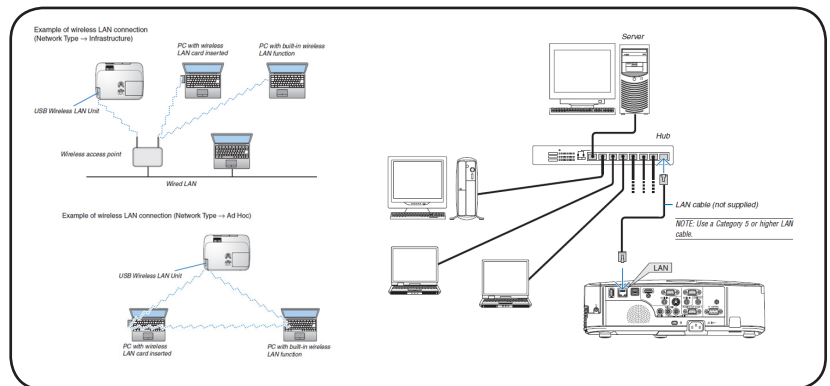 Example of wireless LAN connection
(Network Type → Infrastructure)
PC with wireless
LAN card inserted
PC with built-in wireless
LAN function
USB Wireless LAN Unit
Wireless access point
Wired LAN
Example of wireless LAN connection (Network Type → Ad Hoc)
USB Wireless LAN Unit
PC with wireless
LAN card inserted
PC with built-in wireless
LAN function
Server
Hub
LAN cable (not supplied)
NOTE: Use a Category 5 or higher LAN
cable.
LAN